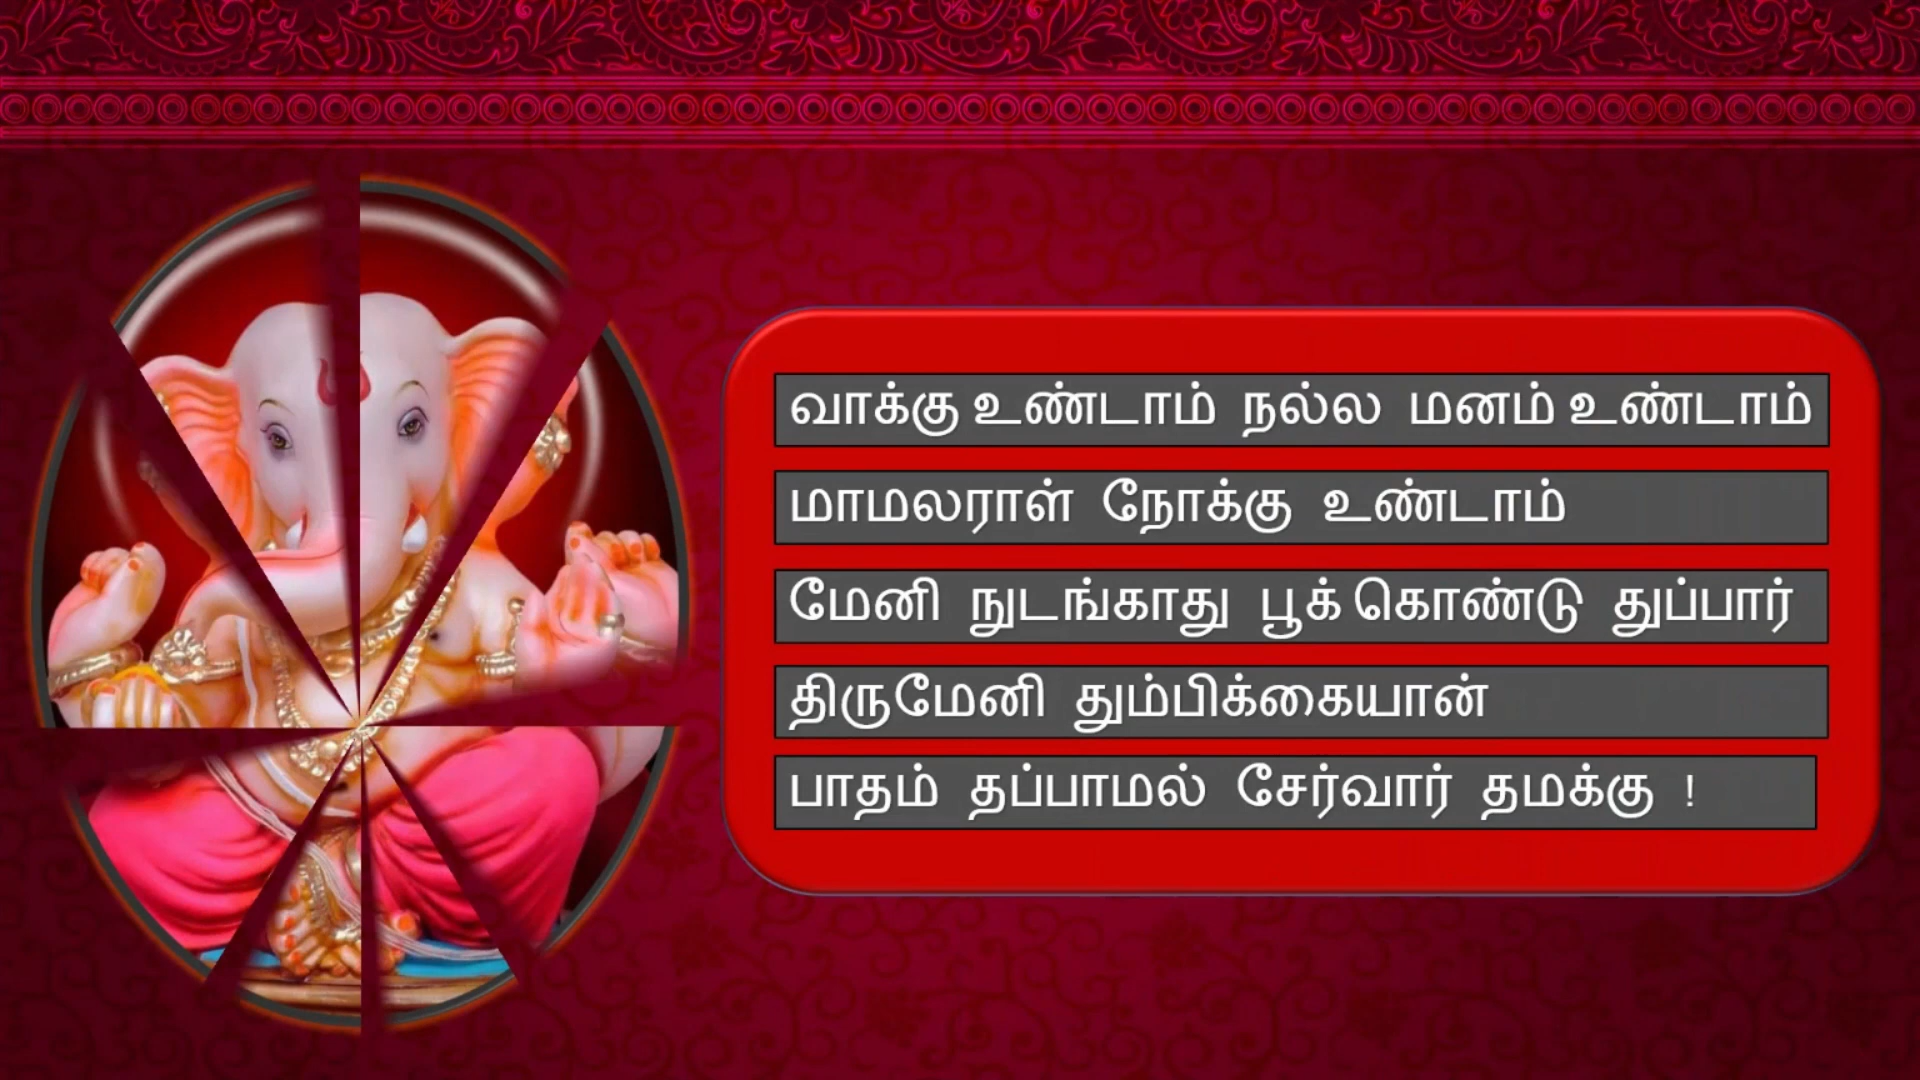 வாக்கு உண்டாம் நல்ல மனம் உண்டாம்
மாமலராள் நோக்கு உண்டாம்
மேனி நுடங்காது பூக் கொண்டு துப்பார்
திருமேனி தும்பிக்கையான்
பாதம் தப்பாமல் சேர்வார் தமக்கு !